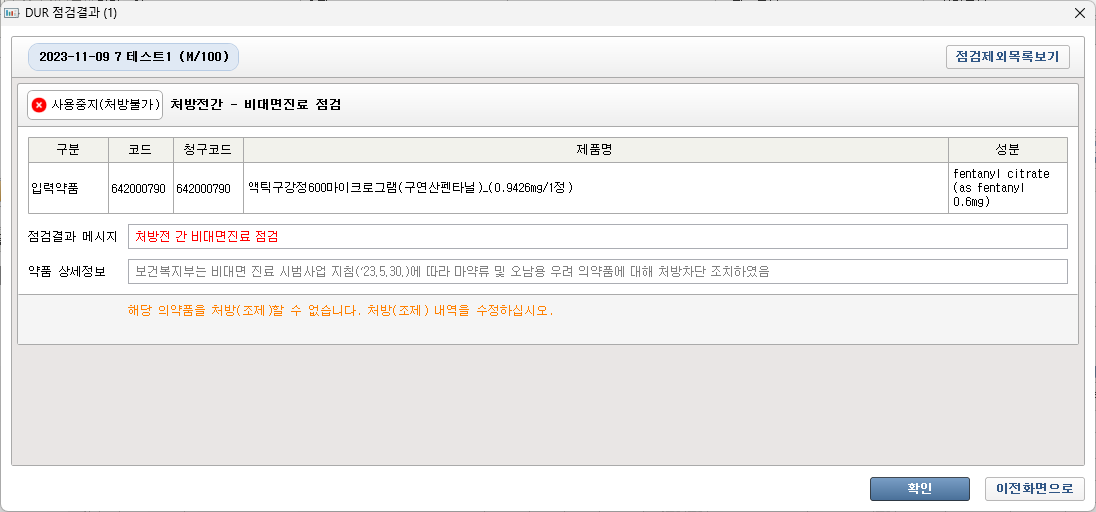 DUR 점검결과 (1)
2023-11-09 7 테스트1 (M/100)
점검제외목록보기
사용중지(처방불가) 처방전간 - 비대면진료 점검
구분 코드 청구코드 제품명 성분
입력약품 642000790 642000790 액틱구강정600마이크로그램(구연산펜타닐)_(0.9426mg/1정) fentanyl citrate
(as fentanyl
0.6mg)
점검결과 메시지 처방전 간 비대면진료 점검
약품 상세정보 보건복지부는 비대면 진료 시범사업 지침('23.5.30.)에 따라 마약류 및 오남용 우려 의약품에 대해 처방차단 조치하였음
해당 의약품을 처방(조제)할 수 없습니다. 처방(조제) 내역을 수정하십시오.
확인 이전화면으로